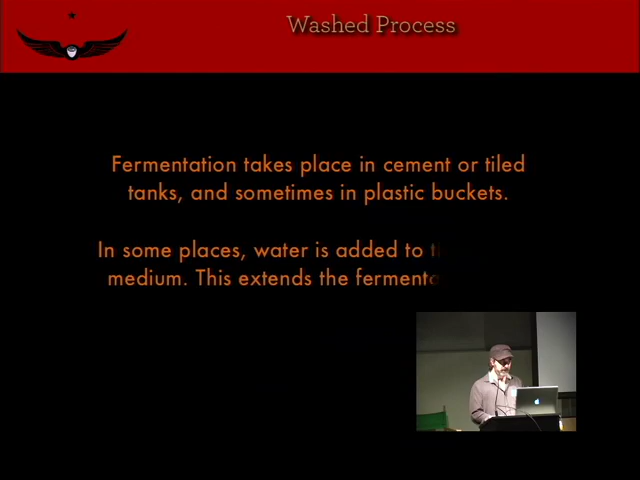 Washed Process
Fermentation takes place in cement or tiled
tanks, and sometimes in plastic buckets.
In some places, water is added to
medium. This extends the